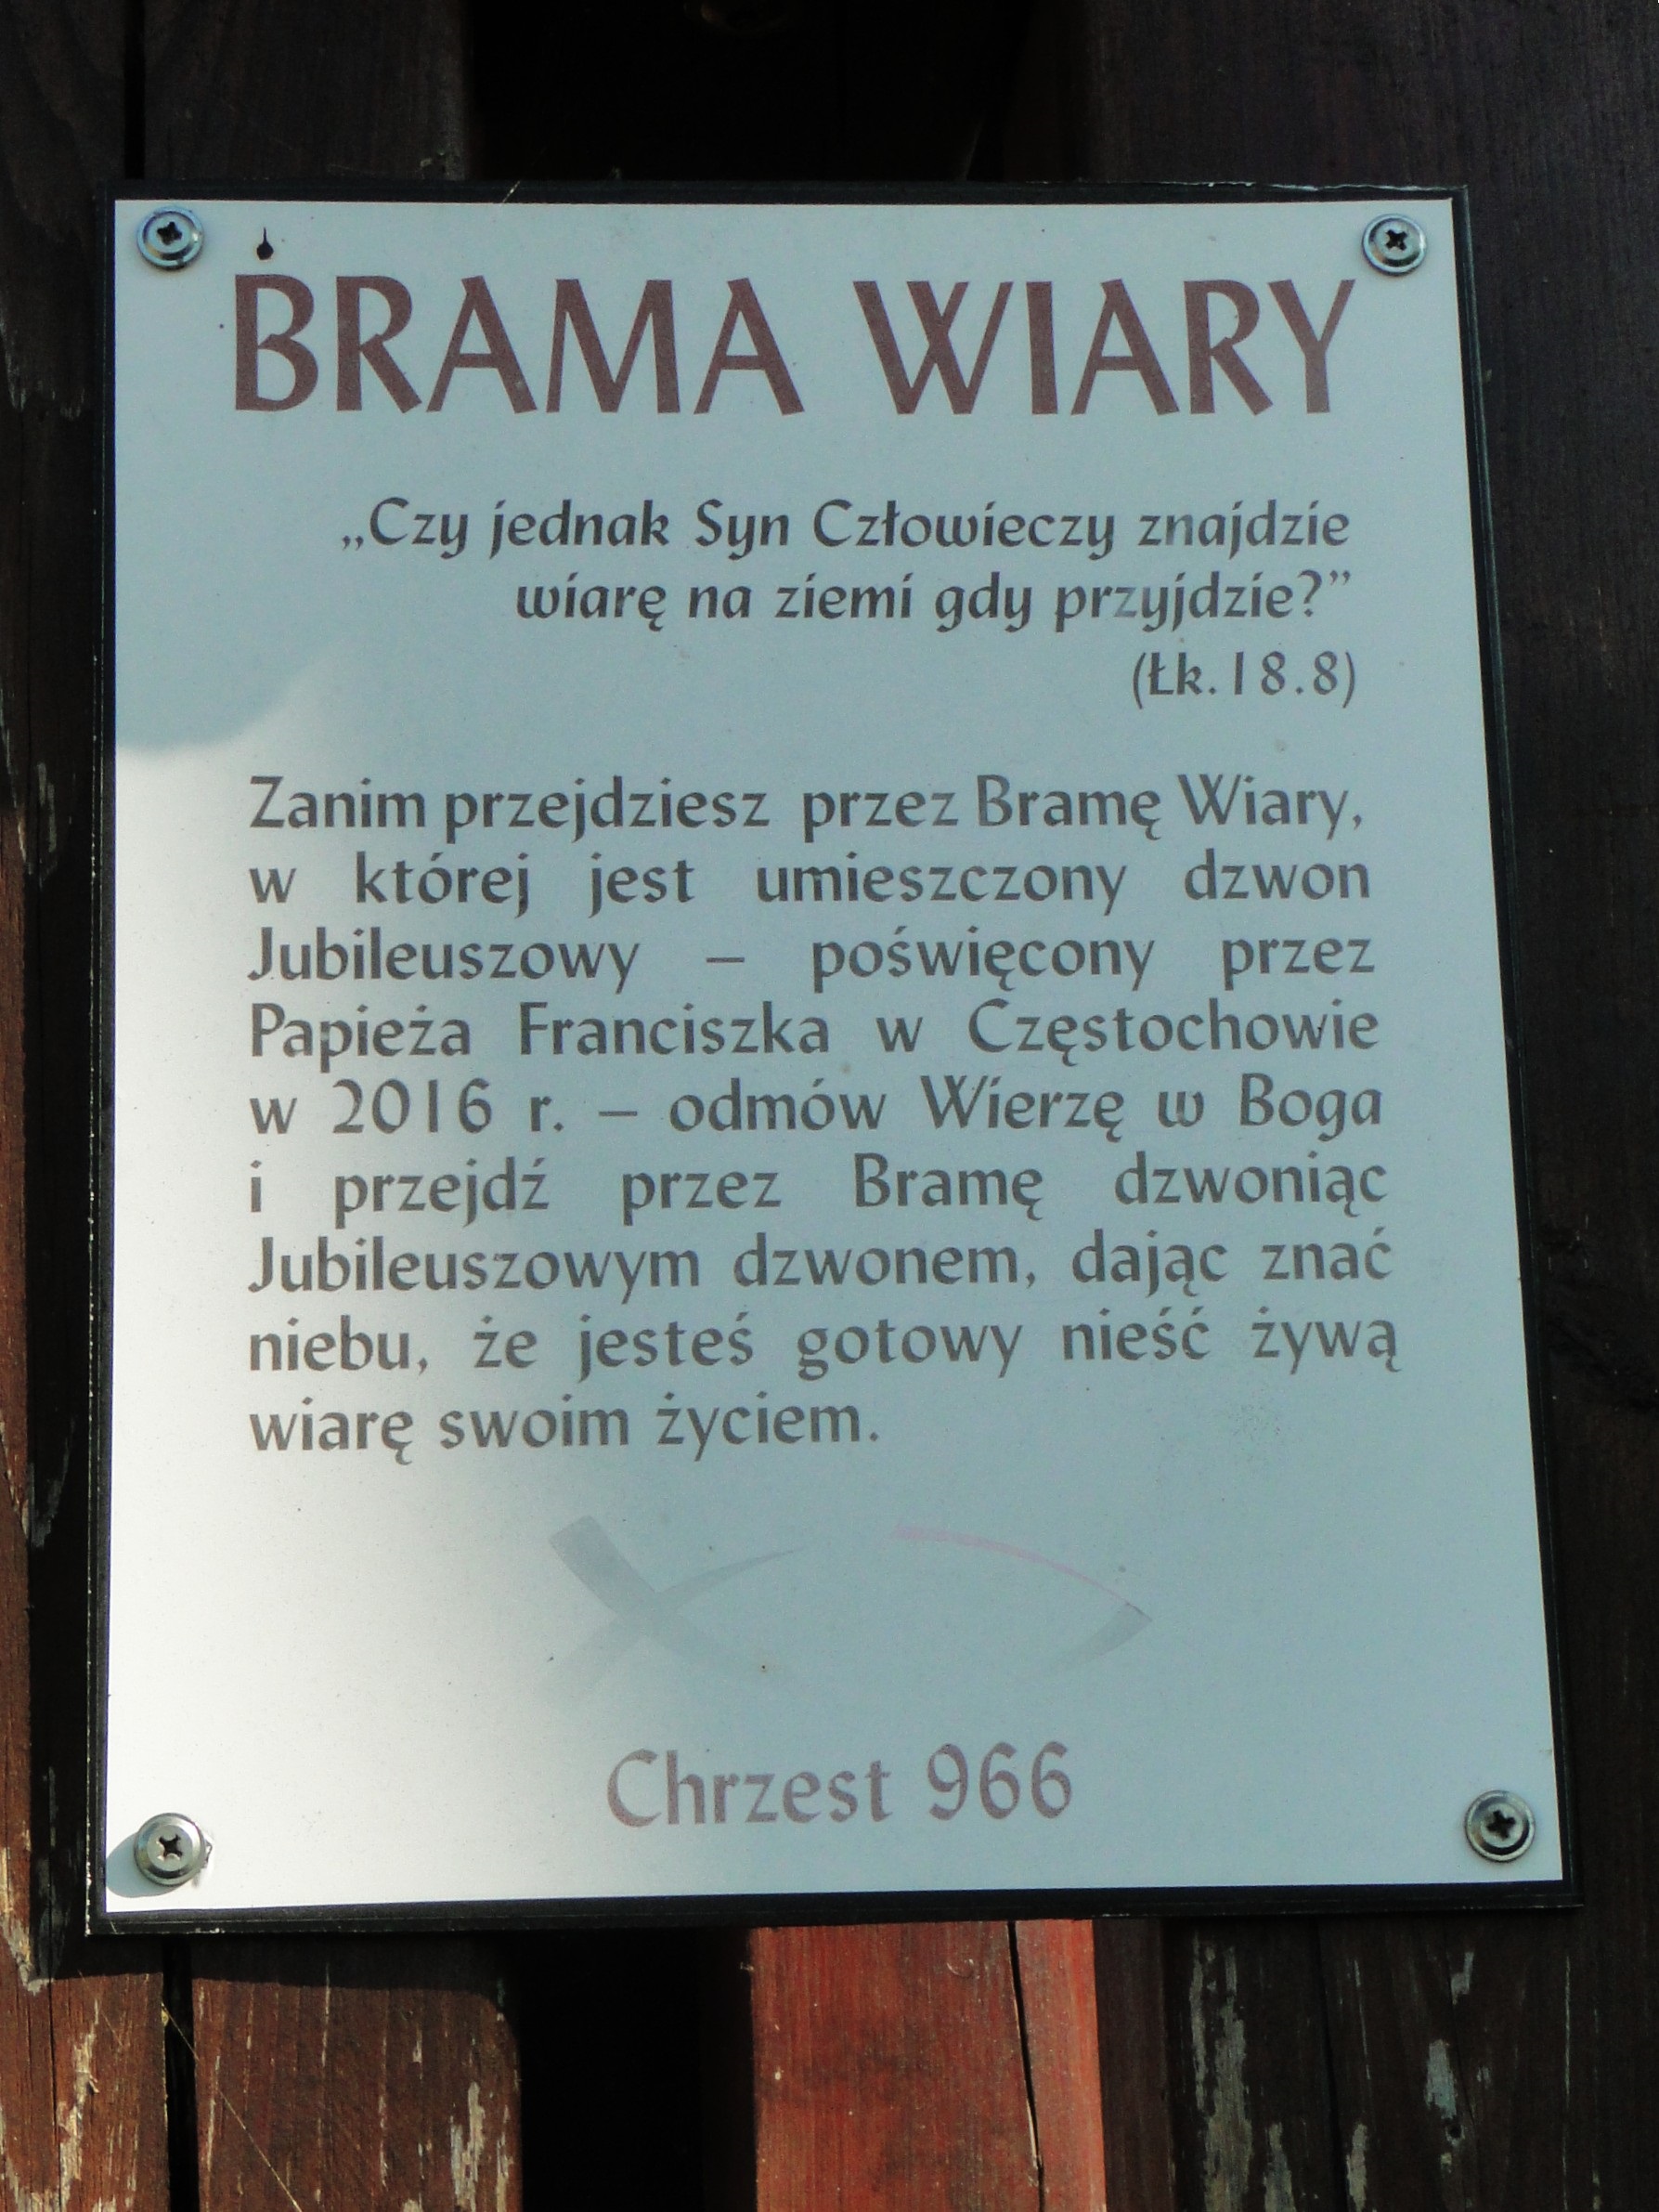 BRAMA WIARY
„Czy jednak Syn Człowieczy znajdzie
wiarę na ziemi gdy przyjdzie?”
(Łk.18.8)
Zanim przejdziesz przez Bramę Wiary,
w której jest umieszczony dzwon
Jubileuszowy – poświęcony przez
Papieża Franciszka w Częstochowie
w 2016 r. – odmów Wierzę w Boga
i przejdź przez Bramę dzwoniąc
Jubileuszowym dzwonem, dając znać
niebu, że jesteś gotowy nieść żywą
wiarę swoim życiem.
Chrzest 966